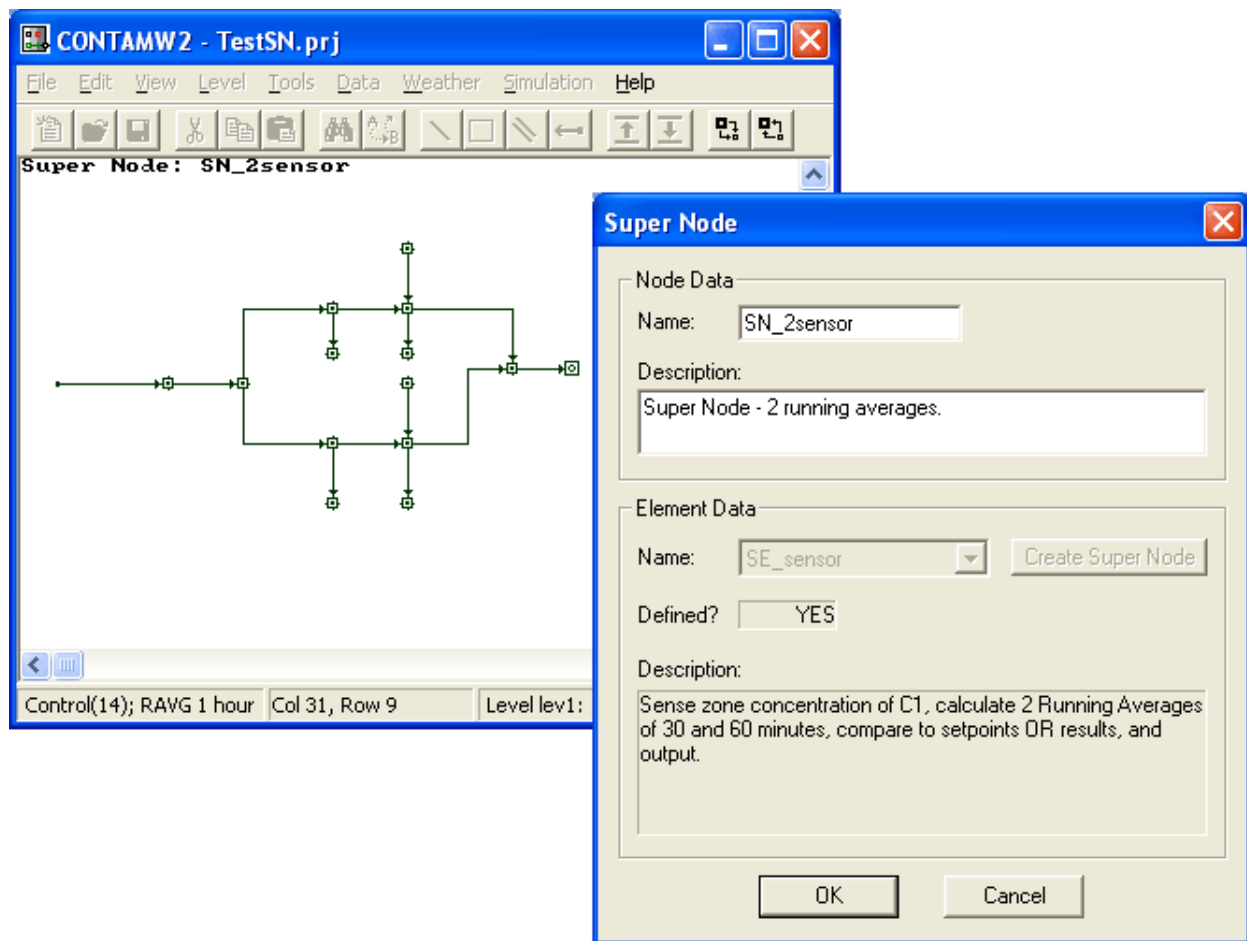 CONTAMW2 - TestSN.prj
File Edit View Level Tools Data Weather Simulation Help
Super Node: SN_2sensor
Control(14); RAVG 1 hour Col 31, Row 9 Level lev1:
Super Node
Node Data
Name: SN_2sensor
Description:
Super Node - 2 running averages.
Element Data
Name: SE_sensor Create Super Node
Defined? YES
Description:
Sense zone concentration of C1, calculate 2 Running Averages
of 30 and 60 minutes, compare to setpoints OR results, and
output.
OK Cancel